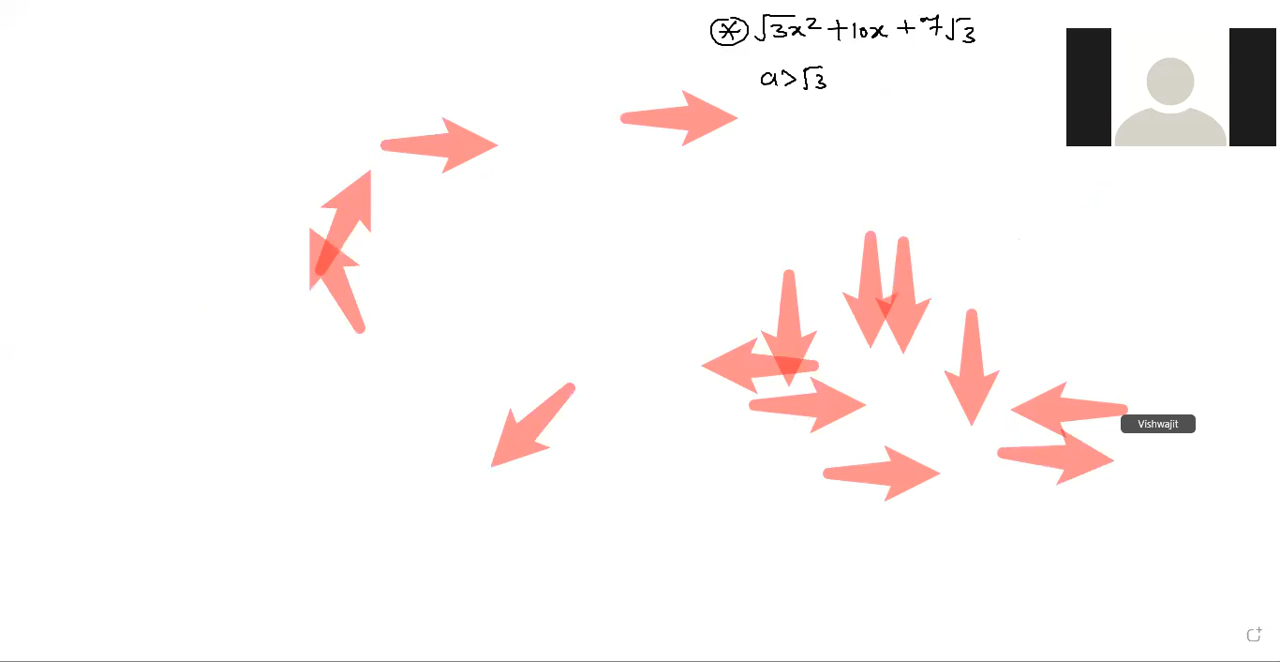 ⊛ √3x² + 10x + 7√3
a > √3
Vishwajit